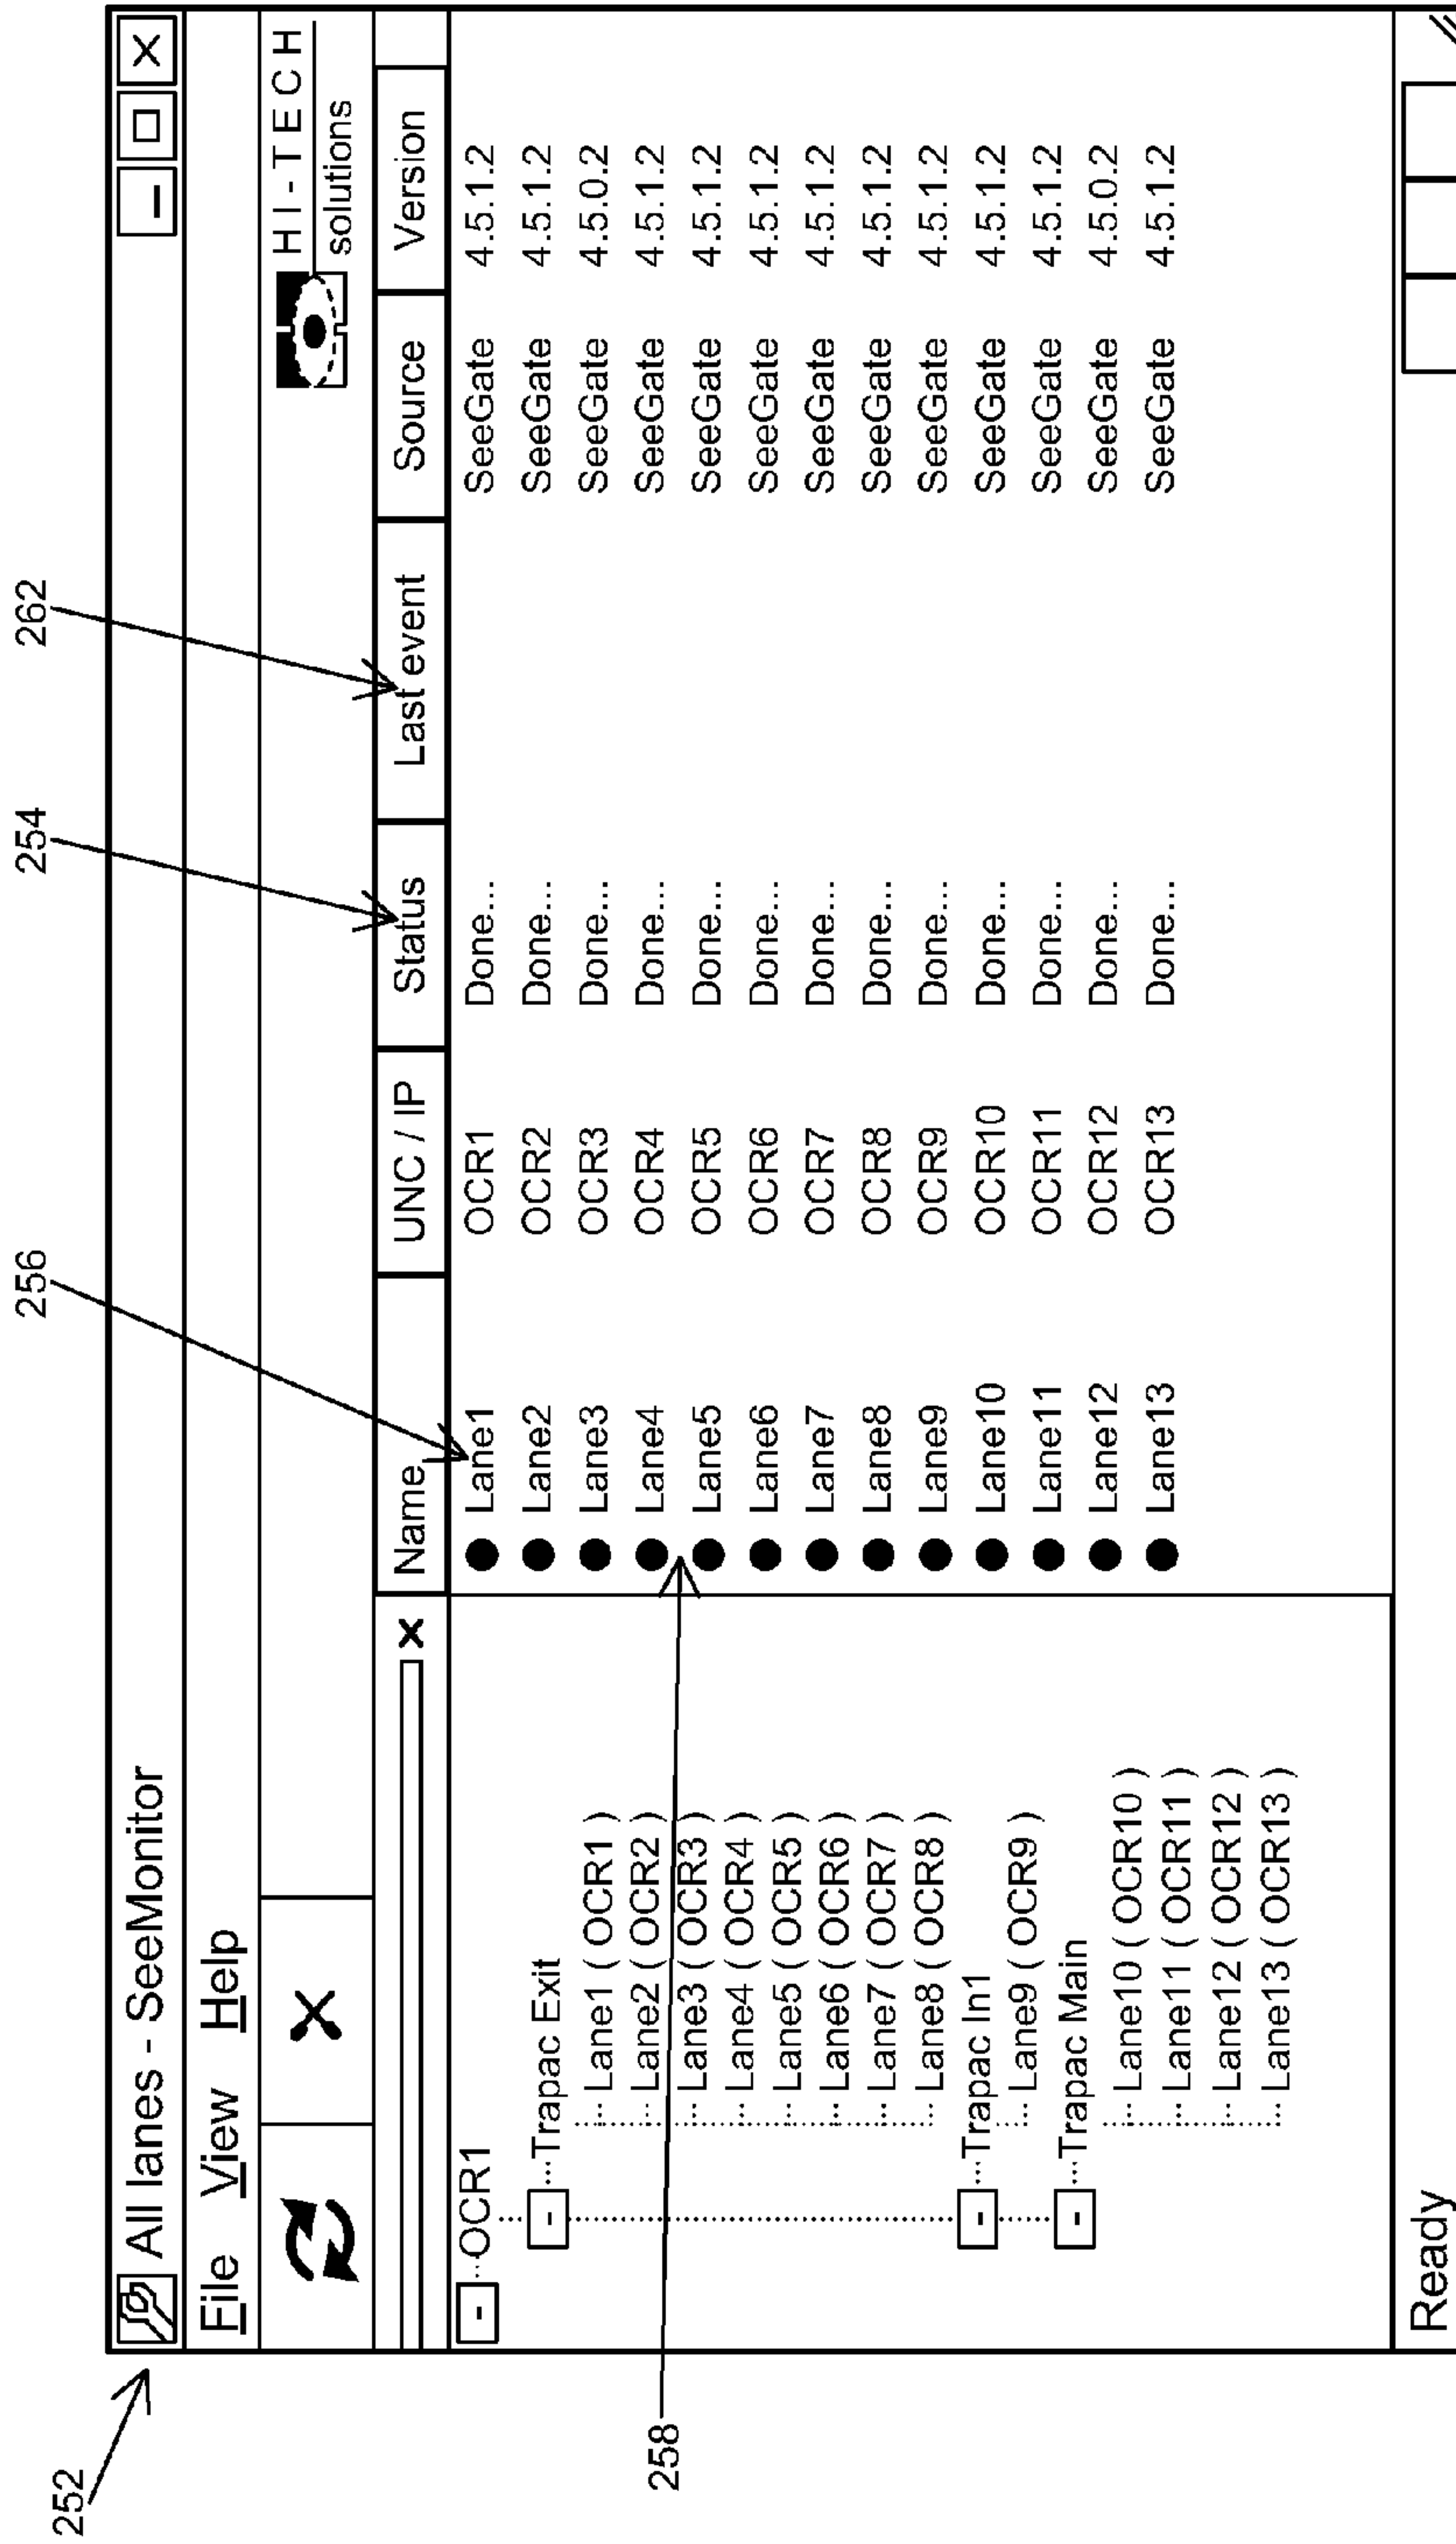 252
256
254
262
258
All lanes - SeeMonitor
File View Help
HI-TECH
solutions
Name UNC / IP Status Last event Source Version
OCR1
Trapac Exit
Lane1 ( OCR1 )
Lane2 ( OCR2 )
Lane3 ( OCR3 )
Lane4 ( OCR4 )
Lane5 ( OCR5 )
Lane6 ( OCR6 )
Lane7 ( OCR7 )
Lane8 ( OCR8 )
Trapac In1
Lane9 ( OCR9 )
Trapac Main
Lane10 ( OCR10 )
Lane11 ( OCR11 )
Lane12 ( OCR12 )
Lane13 ( OCR13 )
Lane1 OCR1 Done... SeeGate 4.5.1.2
Lane2 OCR2 Done... SeeGate 4.5.1.2
Lane3 OCR3 Done... SeeGate 4.5.0.2
Lane4 OCR4 Done... SeeGate 4.5.1.2
Lane5 OCR5 Done... SeeGate 4.5.1.2
Lane6 OCR6 Done... SeeGate 4.5.1.2
Lane7 OCR7 Done... SeeGate 4.5.1.2
Lane8 OCR8 Done... SeeGate 4.5.1.2
Lane9 OCR9 Done... SeeGate 4.5.1.2
Lane10 OCR10 Done... SeeGate 4.5.1.2
Lane11 OCR11 Done... SeeGate 4.5.1.2
Lane12 OCR12 Done... SeeGate 4.5.0.2
Lane13 OCR13 Done... SeeGate 4.5.1.2
Ready